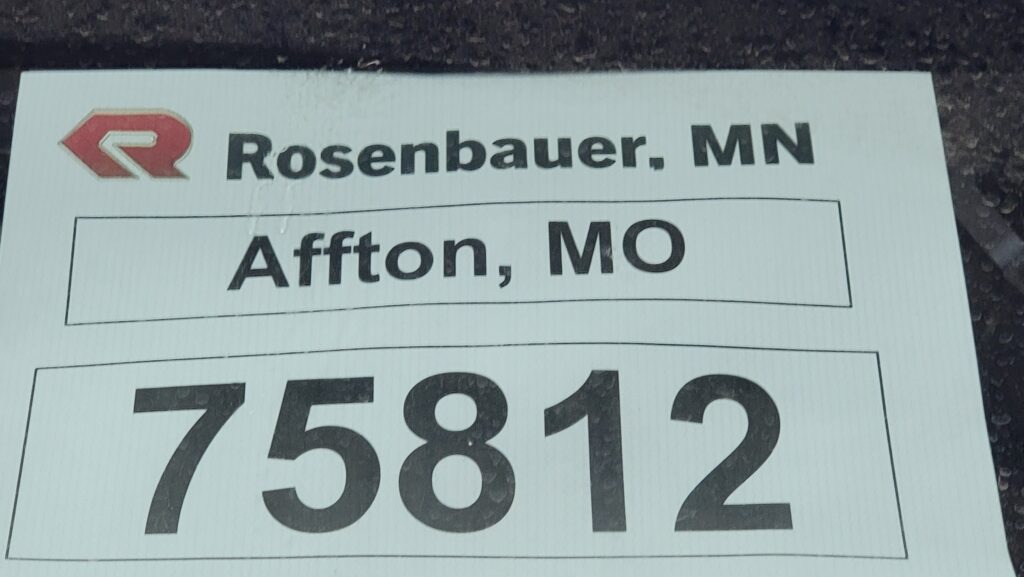 Rosenbauer, MN
Affton, MO
75812